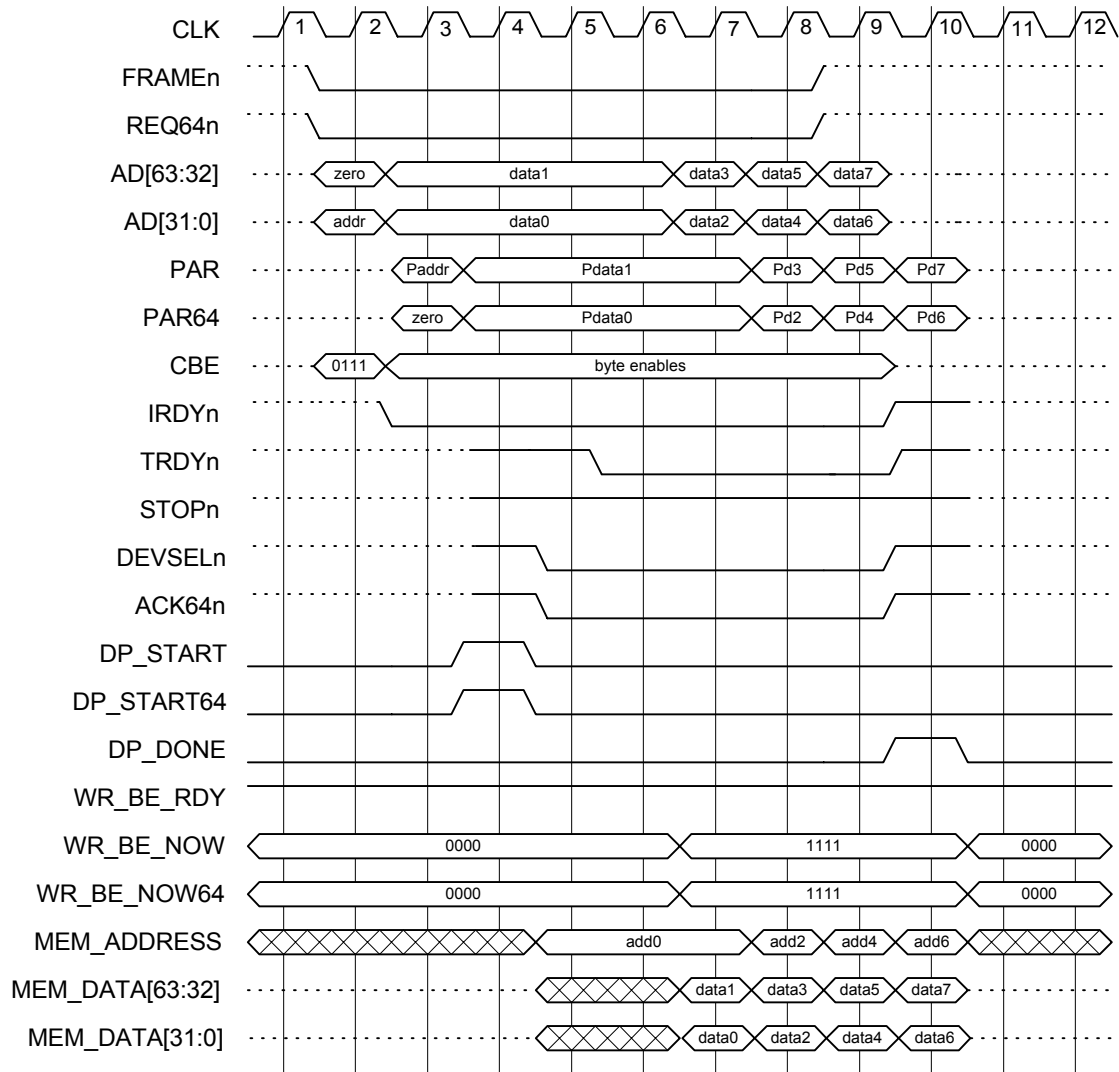 CLK 1 2 3 4 5 6 7 8 9 10 11 12
FRAMEn
REQ64n
AD[63:32] zero data1 data3 data5 data7
AD[31:0] addr data0 data2 data4 data6
PAR Paddr Pdata1 Pd3 Pd5 Pd7
PAR64 zero Pdata0 Pd2 Pd4 Pd6
CBE 0111 byte enables
IRDYn
TRDYn
STOPn
DEVSELn
ACK64n
DP_START
DP_START64
DP_DONE
WR_BE_RDY
WR_BE_NOW 0000 1111 0000
WR_BE_NOW64 0000 1111 0000
MEM_ADDRESS add0 add2 add4 add6
MEM_DATA[63:32] data1 data3 data5 data7
MEM_DATA[31:0] data0 data2 data4 data6